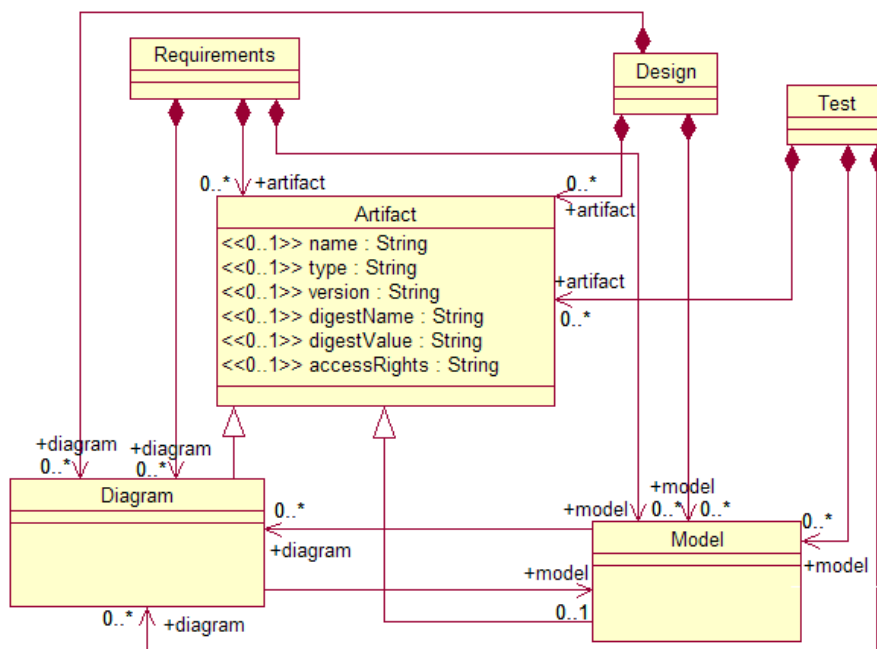 Requirements
Design
Test
0..* +artifact
0..*
+artifact
Artifact
<<0..1>> name : String
<<0..1>> type : String
<<0..1>> version : String
<<0..1>> digestName : String
<<0..1>> digestValue : String
<<0..1>> accessRights : String
+artifact
0..*
+diagram
0..*
+diagram
0..*
Diagram
+model
0..*
+model
0..*
Model
0..*
+model
0..*
+diagram
+model
0..1
0..*
+diagram